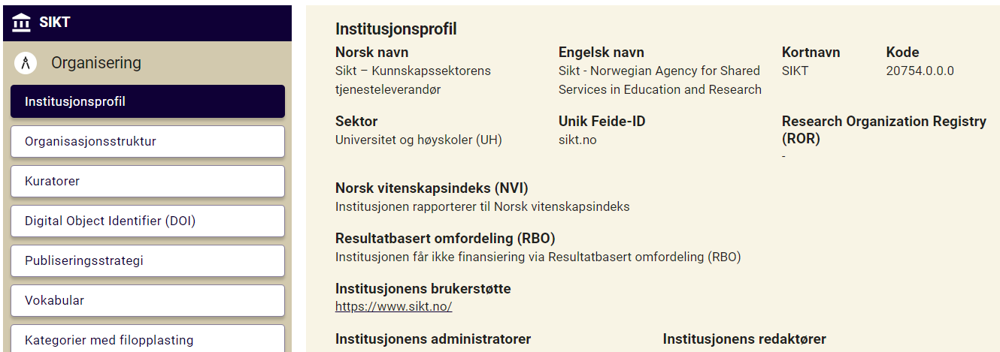 SIKT
Organisering
Institusjonsprofil
Organisasjonsstruktur
Kuratorer
Digital Object Identifier (DOI)
Publiseringsstrategi
Vokabular
Kategorier med filopplasting
Institusjonsprofil
Norsk navn
Sikt – Kunnskapssektorens
tjenesteleverandør
Engelsk navn
Sikt - Norwegian Agency for Shared
Services in Education and Research
Kortnavn
SIKT
Kode
20754.0.0.0
Sektor
Universitet og høyskoler (UH)
Unik Feide-ID
sikt.no
Research Organization Registry
(ROR)
-
Norsk vitenskapsindeks (NVI)
Institusjonen rapporterer til Norsk vitenskapsindeks
Resultatbasert omfordeling (RBO)
Institusjonen får ikke finansiering via Resultatbasert omfordeling (RBO)
Institusjonens brukerstøtte
https://www.sikt.no/
Institusjonens administratorer
Institusjonens redaktører